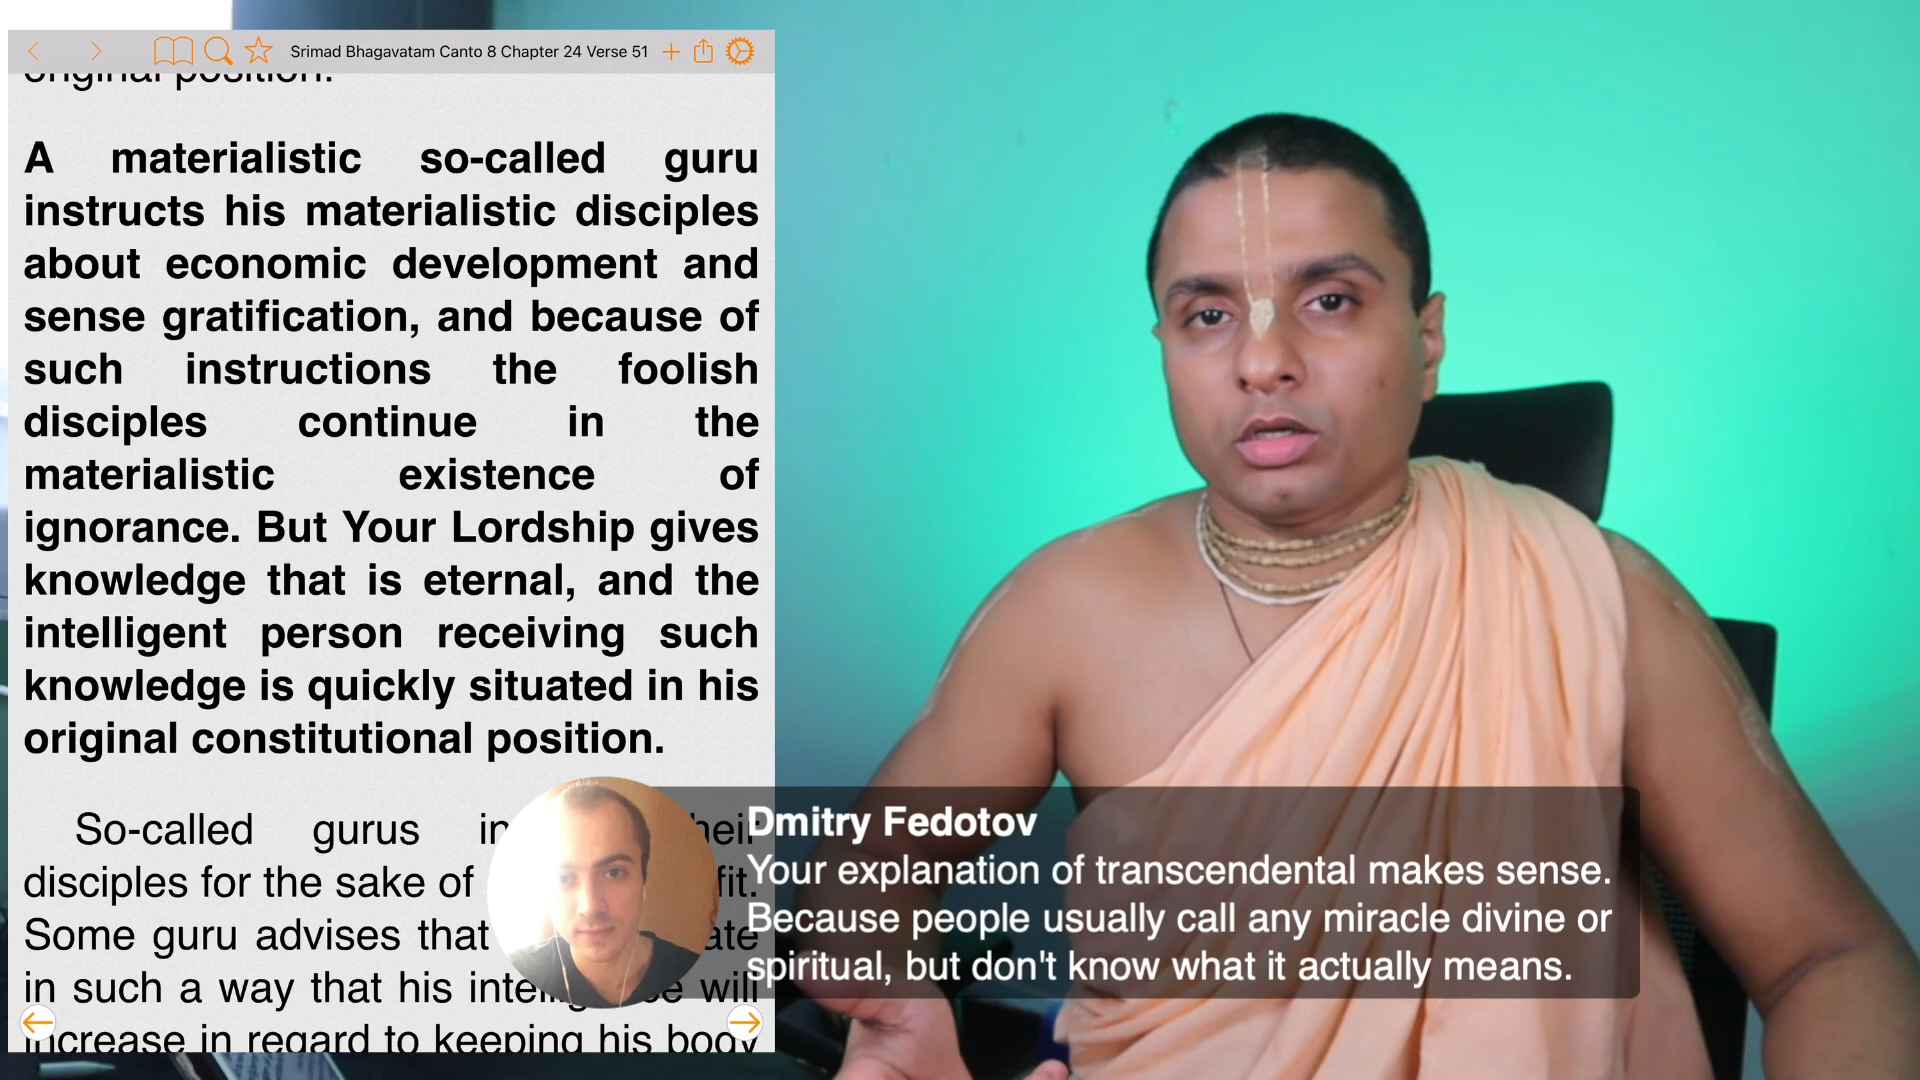 Srimad Bhagavatam Canto 8 Chapter 24 Verse 51
original position.
A materialistic so-called guru
instructs his materialistic disciples
about economic development and
sense gratification, and because of
such instructions the foolish
disciples continue in the
materialistic existence of
ignorance. But Your Lordship gives
knowledge that is eternal, and the
intelligent person receiving such
knowledge is quickly situated in his
original constitutional position.
So-called gurus
disciples for the sake of
Some guru advises that
in such a way that his will
increase in regard to keeping his body
Dmitry Fedotov
Your explanation of transcendental makes sense.
Because people usually call any miracle divine or
spiritual, but don't know what it actually means.